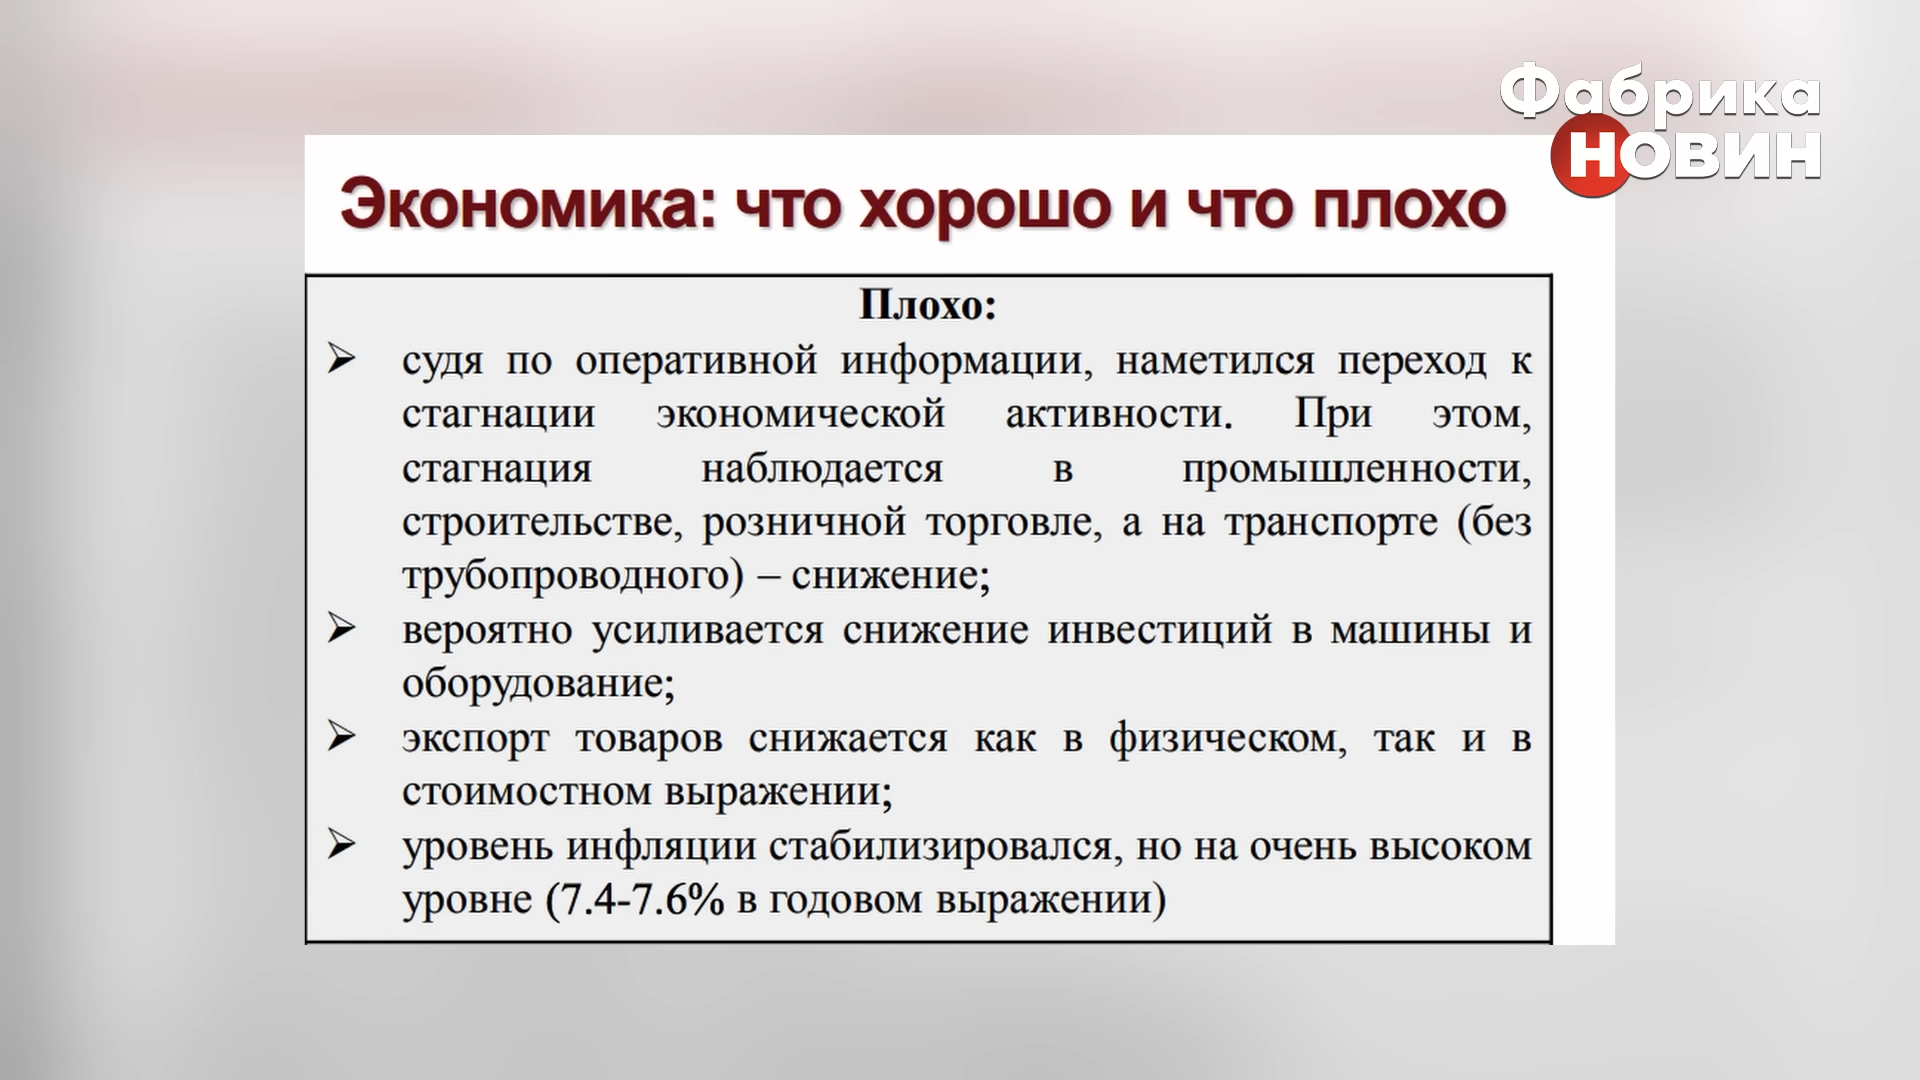 Фабрика
новин
Экономика: что хорошо и что плохо
Плохо:
➢ судя по оперативной информации, наметился переход к
стагнации экономической активности. При этом,
стагнация наблюдается в промышленности,
строительстве, розничной торговле, а на транспорте (без
трубопроводного) – снижение;
➢ вероятно усиливается снижение инвестиций в машины и
оборудование;
➢ экспорт товаров снижается как в физическом, так и в
стоимостном выражении;
➢ уровень инфляции стабилизировался, но на очень высоком
уровне (7.4-7.6% в годовом выражении)